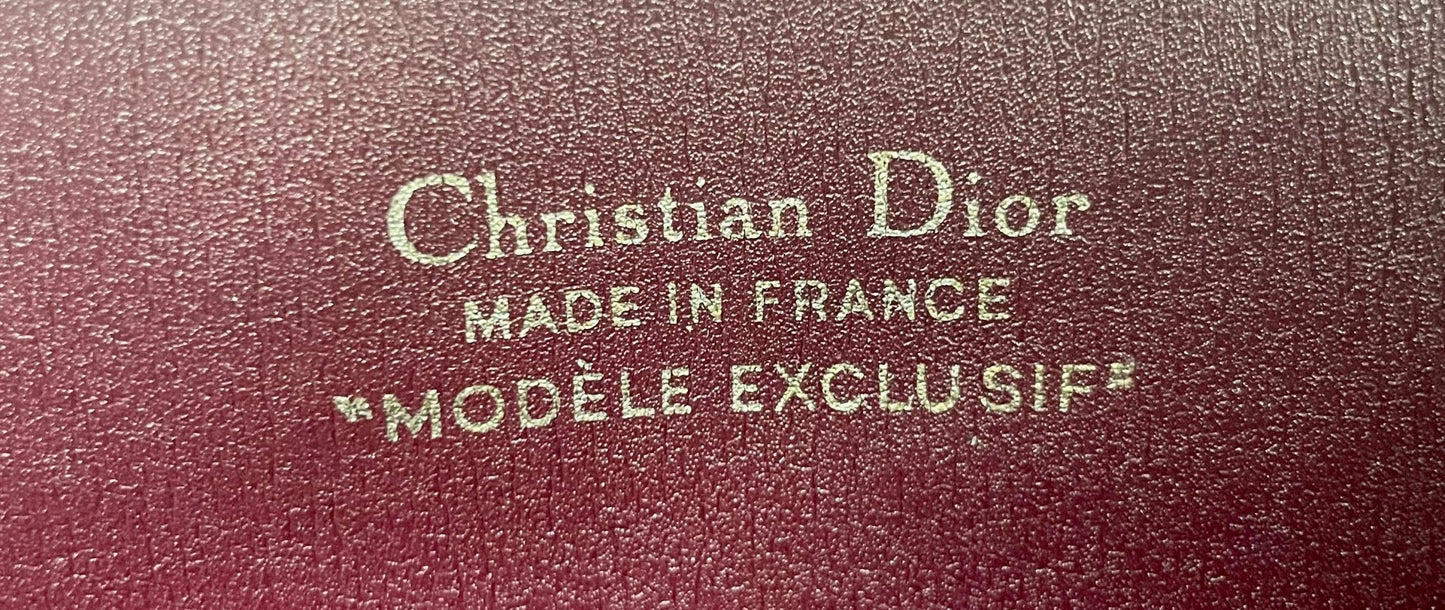 Christian Dior
MADE IN FRANCE
"MODÈLE EXCLUSIF"